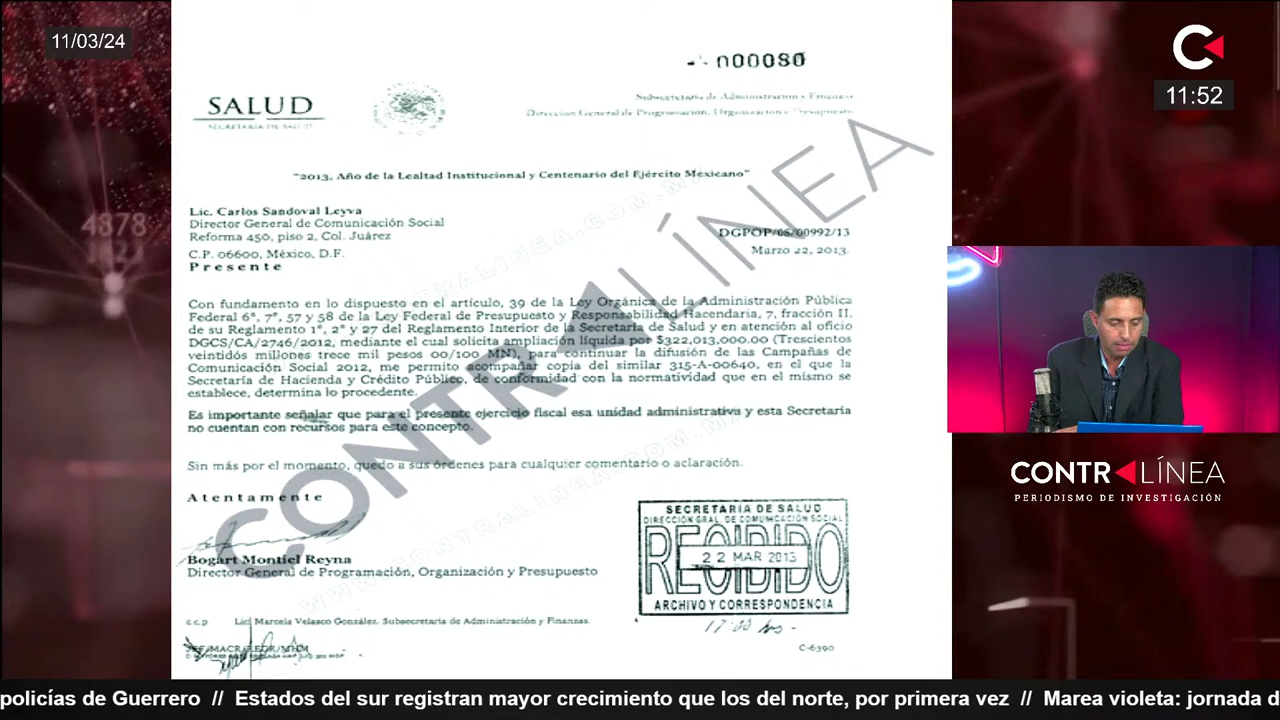 11/03/24
11:52
000080
SALUD
SECRETARÍA DE SALUD
Subsecretaría de Administración y Finanzas
Dirección General de Programación, Organización y Presupuesto
"2013, Año de la Lealtad Institucional y Centenario del Ejército Mexicano"
Lic. Carlos Sandoval Leyva
Director General de Comunicación Social
Reforma 450, piso 2, Col. Juárez
C.P. 06600, México, D.F.
Presente
DGPOP/08/00992/13
Marzo 22, 2013.
Con fundamento en lo dispuesto en el artículo, 39 de la Ley Orgánica de la Administración Pública
Federal 6º, 7º, 57 y 58 de la Ley Federal de Presupuesto y Responsabilidad Hacendaria, 7, fracción II.
de su Reglamento 1º, 2º y 27 del Reglamento Interior de la Secretaría de Salud y en atención al oficio
DGCS/CA/2746/2012, mediante el cual solicita ampliación líquida por $322,013,000.00 (Trescientos
veintidós millones trece mil pesos 00/100 MN), para continuar la difusión de las Campañas de
Comunicación Social 2012, me permito acompañar copia del similar 315-A-00640, en el que la
Secretaría de Hacienda y Crédito Público, de conformidad con la normatividad que en el mismo se
establece, determina lo procedente.
Es importante señalar que para el presente ejercicio fiscal esa unidad administrativa y esta Secretaría
no cuentan con recursos para este concepto.
Sin más por el momento, quedo a sus órdenes para cualquier comentario o aclaración.
Atentamente
Bogart Montiel Reyna
Director General de Programación, Organización y Presupuesto
SECRETARIA DE SALUD
DIRECCIÓN GRAL. DE COMUNICACIÓN SOCIAL
RECIBIDO
22 MAR 2013
ARCHIVO Y CORRESPONDENCIA
17:00 hs -
c.c.p Lic. Marcela Velasco González. Subsecretaria de Administración y Finanzas.
C-6390
CONTRALÍNEA
WWW.CONTRALINEA.COM.MX
4878
CONTRALÍNEA
PERIODISMO DE INVESTIGACIÓN
policías de Guerrero // Estados del sur registran mayor crecimiento que los del norte, por primera vez // Marea violeta: jornada d